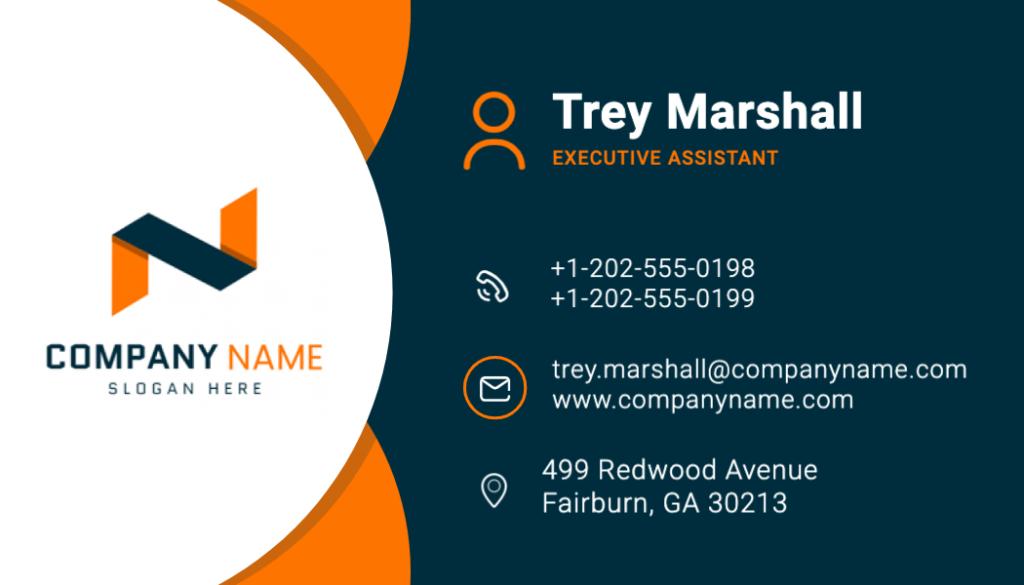 COMPANY NAME
SLOGAN HERE
Trey Marshall
EXECUTIVE ASSISTANT
+1-202-555-0198
+1-202-555-0199
trey.marshall@companyname.com
www.companyname.com
499 Redwood Avenue
Fairburn, GA 30213